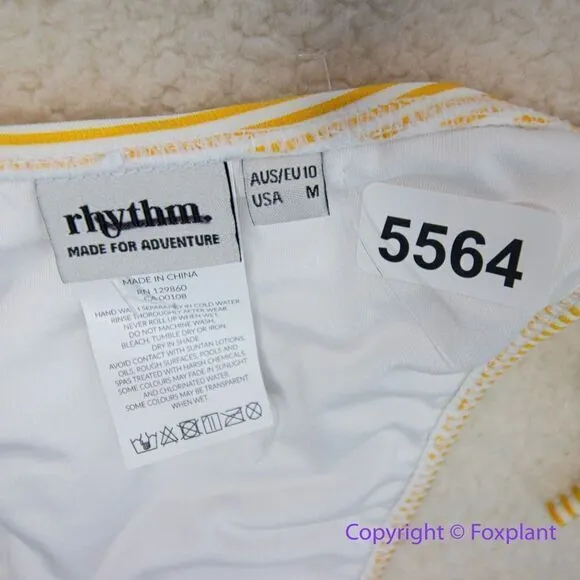 rhythm.
MADE FOR ADVENTURE
AUS/EU 10
USA M
5564
MADE IN CHINA
RN 129860
CA 00108
HAND WASH SEPARATELY IN COLD WATER
RINSE THOROUGHLY AFTER WEAR.
NEVER ROLL UP WHEN WET.
DO NOT MACHINE WASH,
BLEACH, TUMBLE DRY OR IRON.
DRY IN SHADE
AVOID CONTACT WITH SUNTAN LOTIONS,
OILS, ROUGH SURFACES, POOLS AND
SPAS TREATED WITH HARSH CHEMICALS.
SOME COLOURS MAY FADE IN SUNLIGHT
AND CHLORINATED WATER.
SOME COLOURS MAY BE TRANSPARENT
WHEN WET.
Copyright © Foxplant